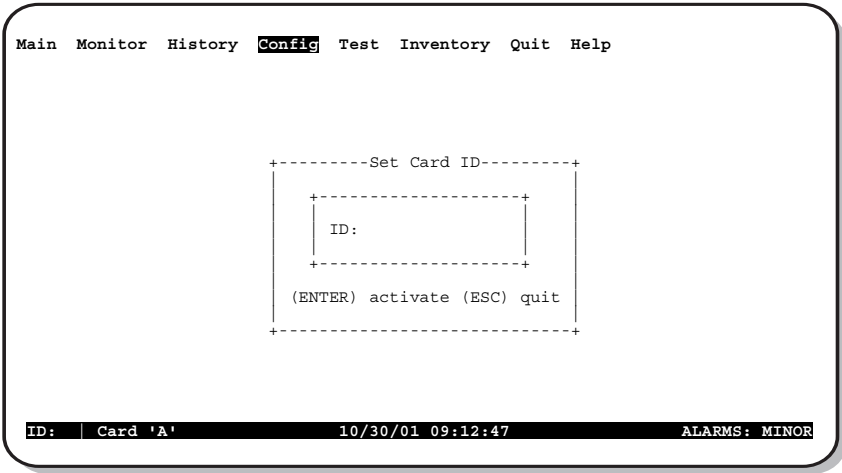 Main Monitor History Config Test Inventory Quit Help
+---------Set Card ID---------+
+--------------------+
ID:
+--------------------+
(ENTER) activate (ESC) quit
+-----------------------------+
ID: | Card 'A' 10/30/01 09:12:47 ALARMS: MINOR